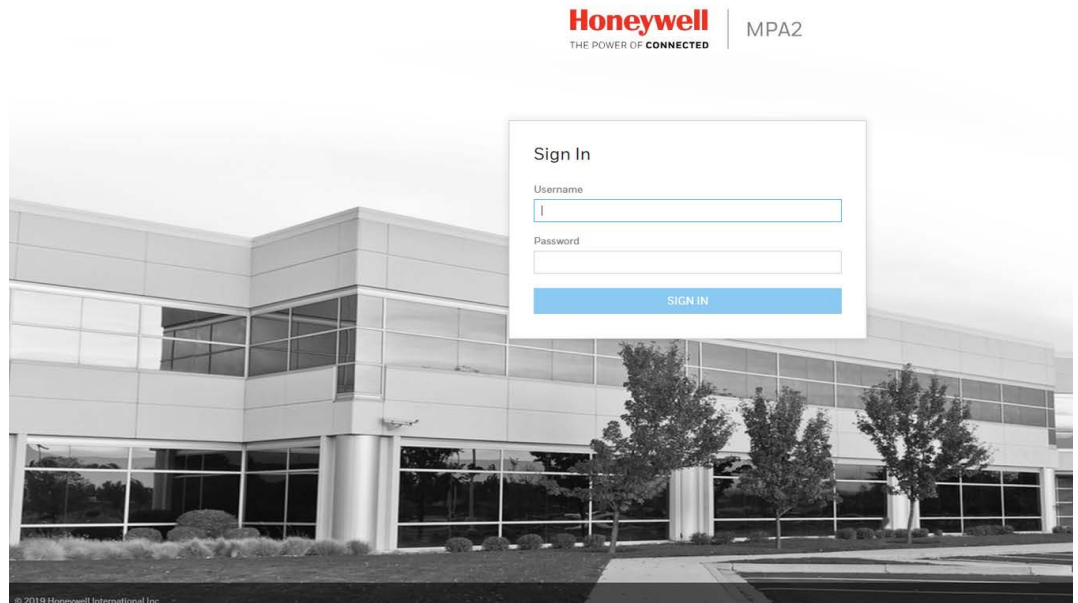 Honeywell
THE POWER OF CONNECTED
MPA2
Sign In
Username
Password
SIGN IN
© 2019 Honeywell International Inc.